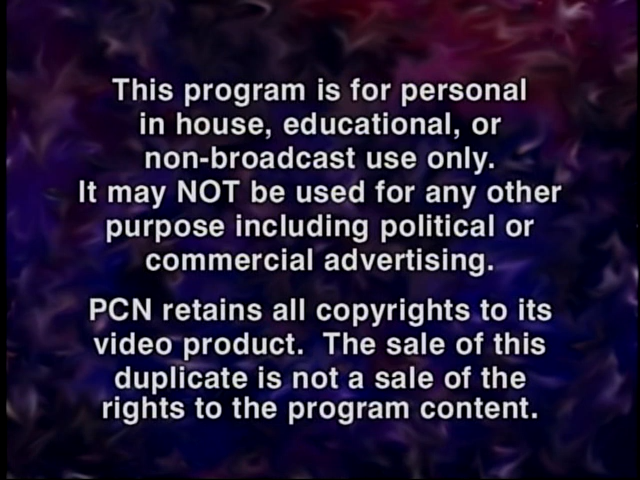 This program is for personal
in house, educational, or
non-broadcast use only.
It may NOT be used for any other
purpose including political or
commercial advertising.
PCN retains all copyrights to its
video product.  The sale of this
duplicate is not a sale of the
rights to the program content.